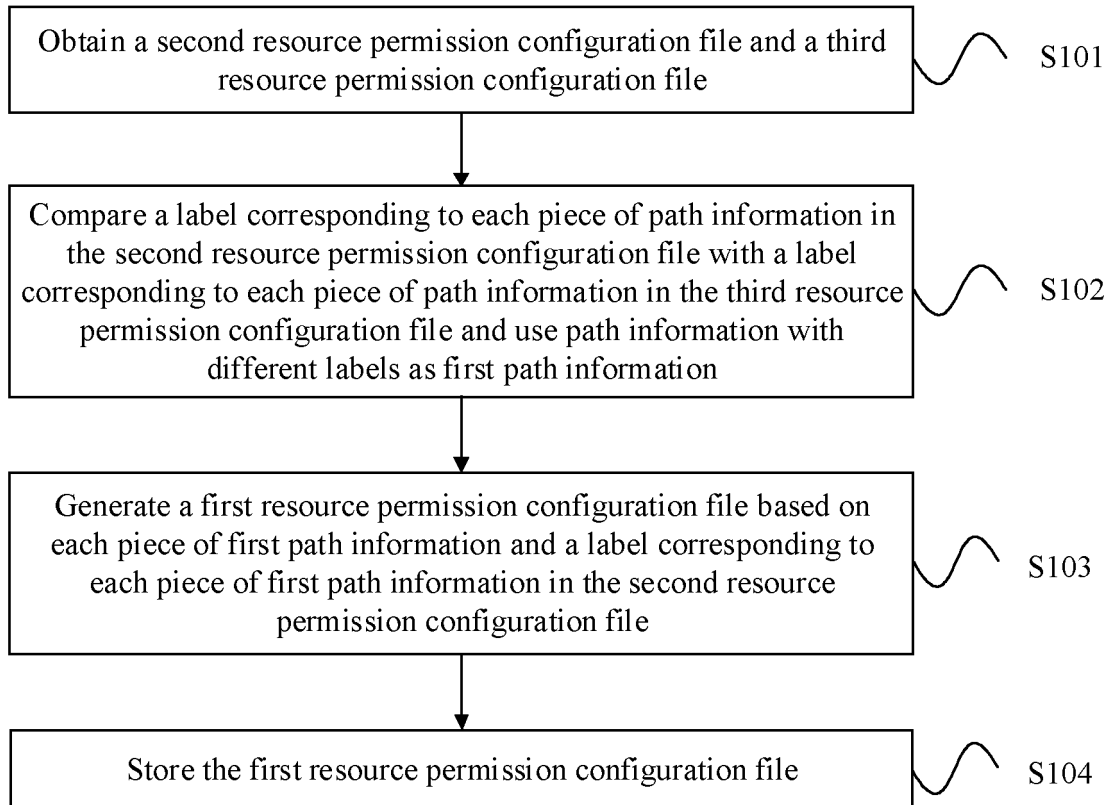 Obtain a second resource permission configuration file and a third
resource permission configuration file
S101
Compare a label corresponding to each piece of path information in
the second resource permission configuration file with a label
corresponding to each piece of path information in the third resource
permission configuration file and use path information with
different labels as first path information
S102
Generate a first resource permission configuration file based on
each piece of first path information and a label corresponding to
each piece of first path information in the second resource
permission configuration file
S103
Store the first resource permission configuration file
S104